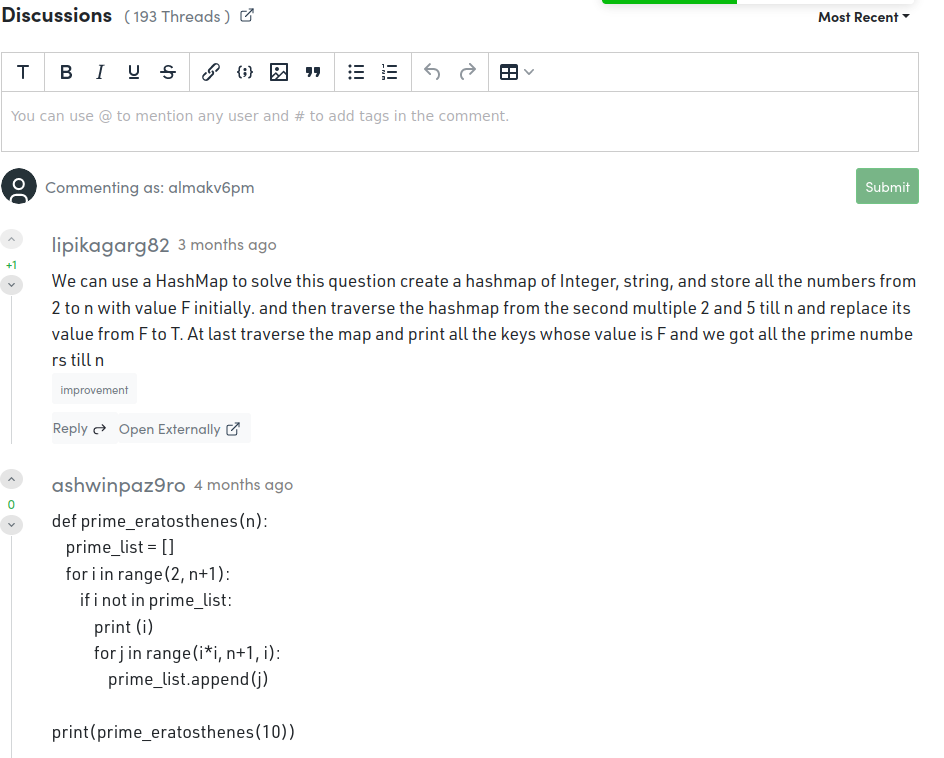 Discussions ( 193 Threads )
Most Recent
T B I U S
You can use @ to mention any user and # to add tags in the comment.
Commenting as: almakv6pm
Submit
lipikagarg82 3 months ago
+1
We can use a HashMap to solve this question create a hashmap of Integer, string, and store all the numbers from
2 to n with value F initially. and then traverse the hashmap from the second multiple 2 and 5 till n and replace its
value from F to T. At last traverse the map and print all the keys whose value is F and we got all the prime numbe
rs till n
improvement
Reply Open Externally
ashwinpaz9ro 4 months ago
0
def prime_eratosthenes(n):
prime_list = []
for i in range(2, n+1):
if i not in prime_list:
print (i)
for j in range(i*i, n+1, i):
prime_list.append(j)
print(prime_eratosthenes(10))